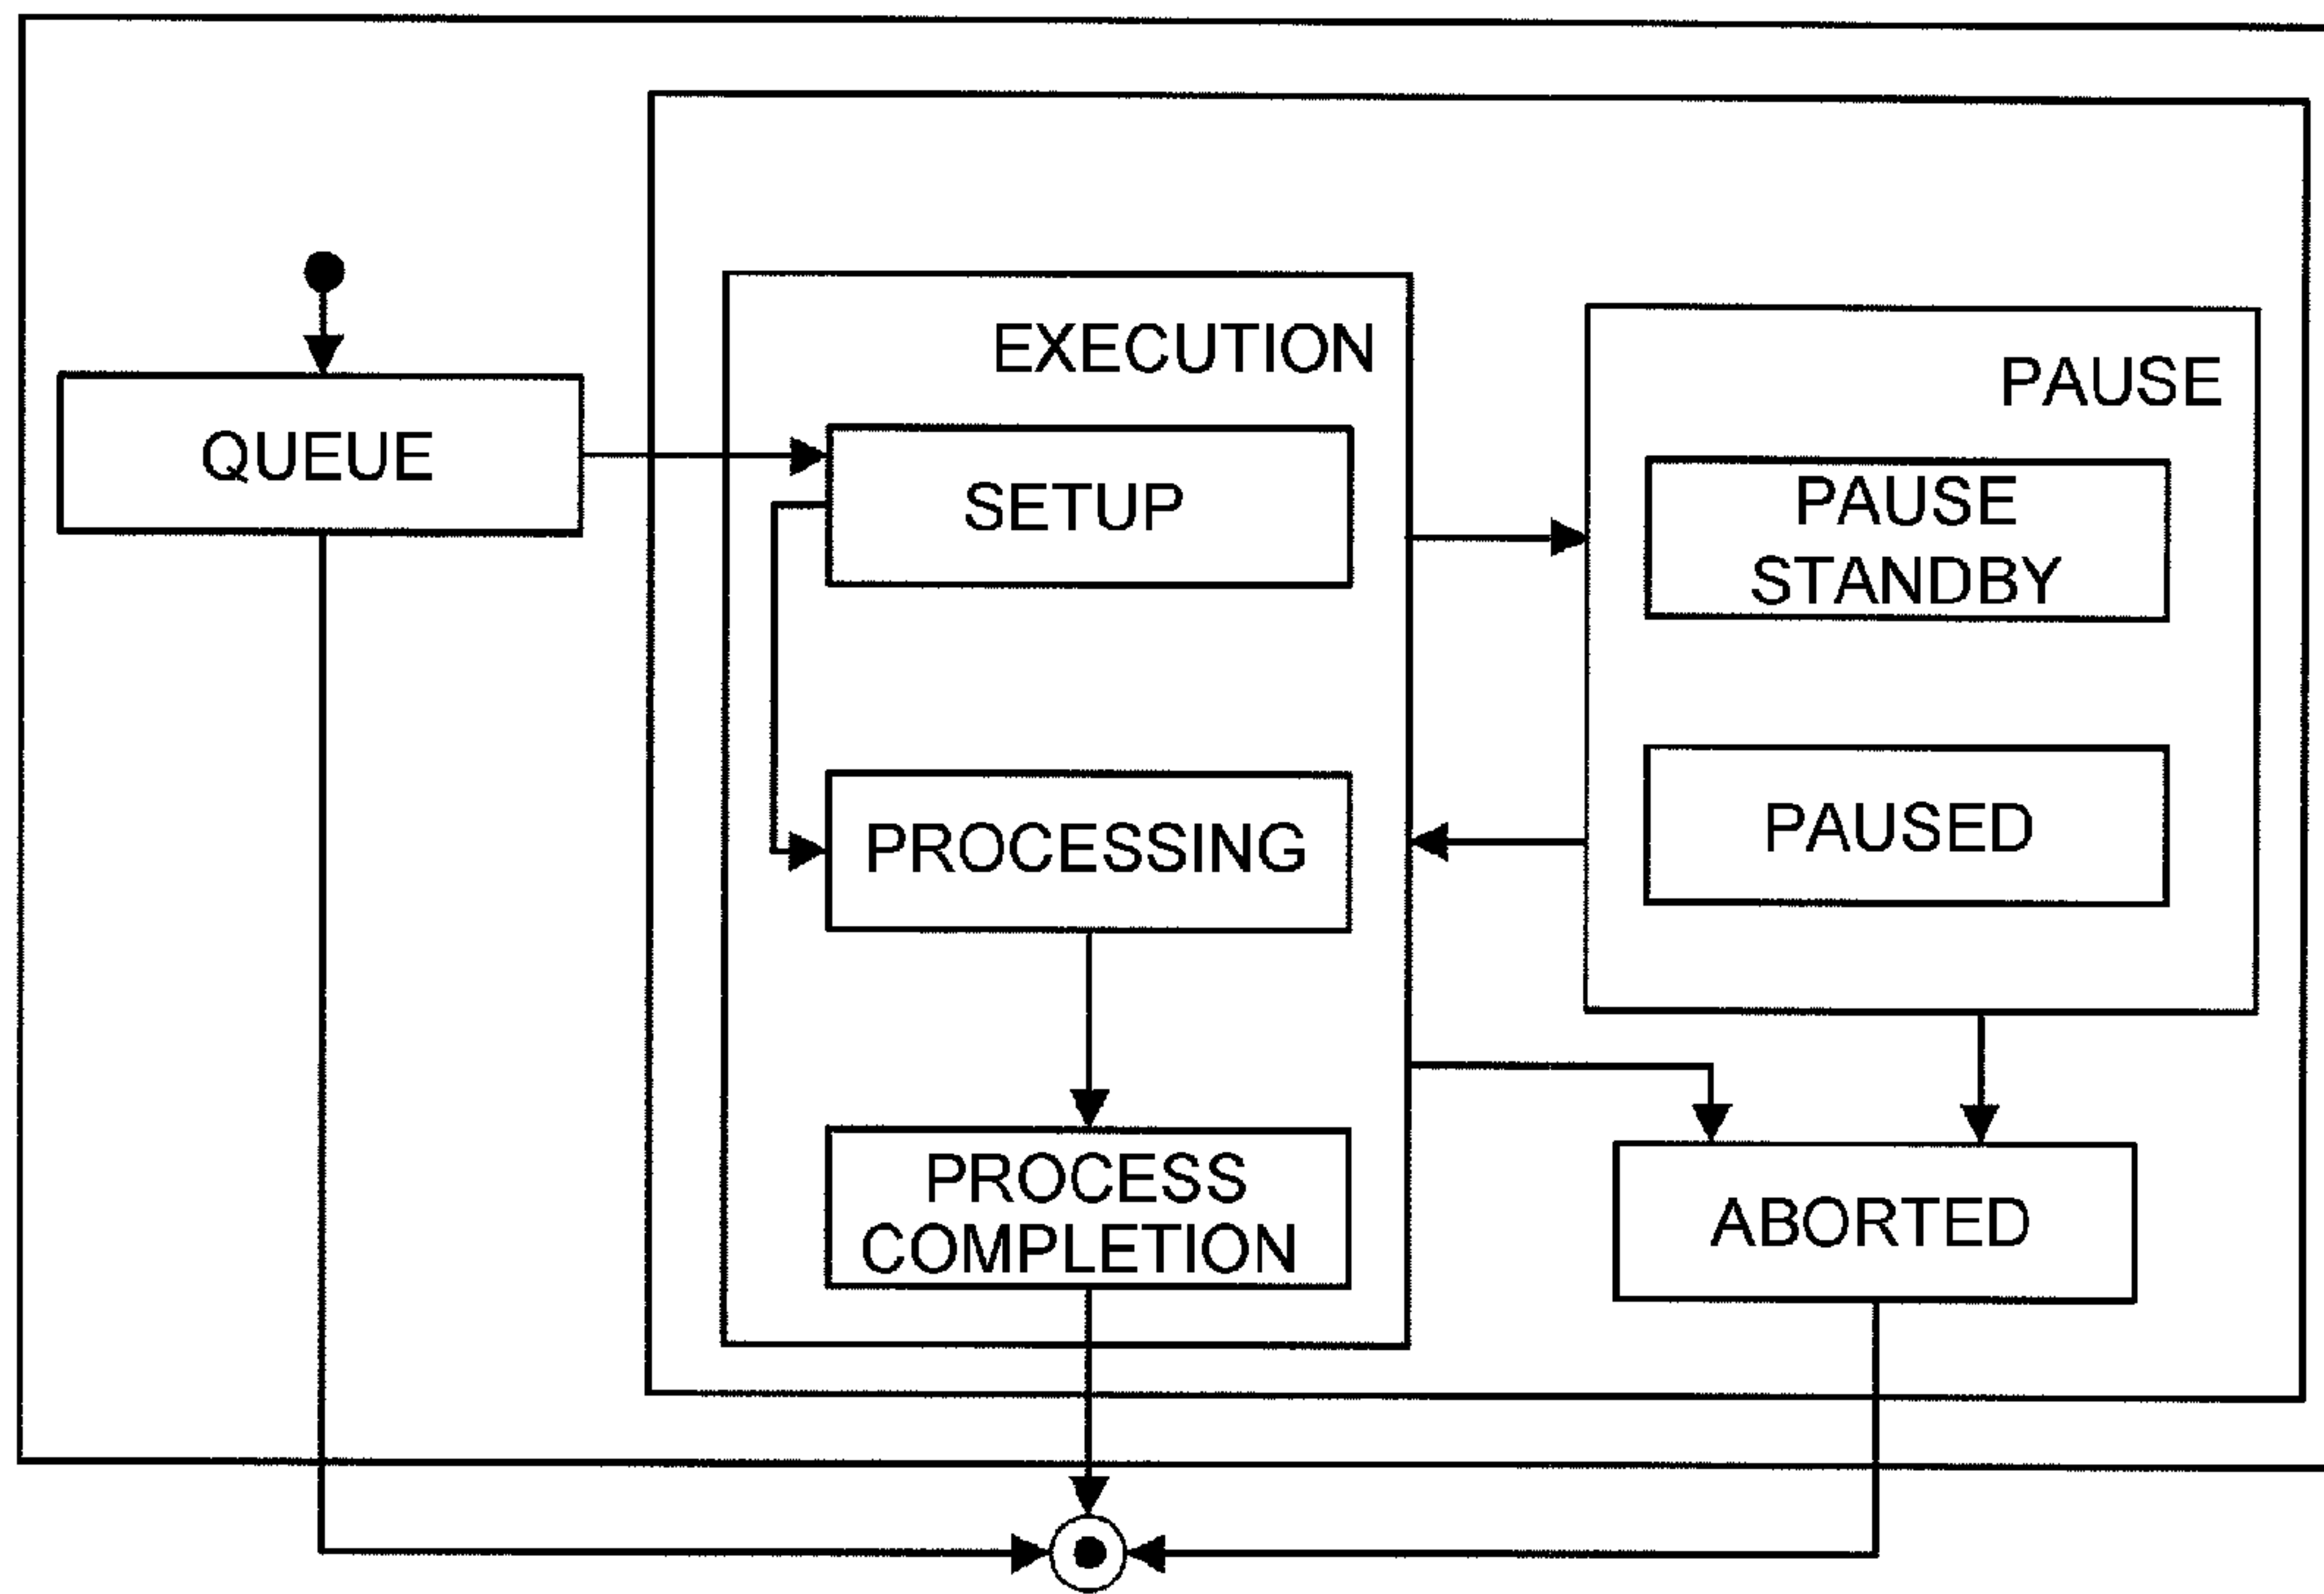 EXECUTION
PAUSE
QUEUE
SETUP
PAUSE
STANDBY
PROCESSING
PAUSED
PROCESS
COMPLETION
ABORTED